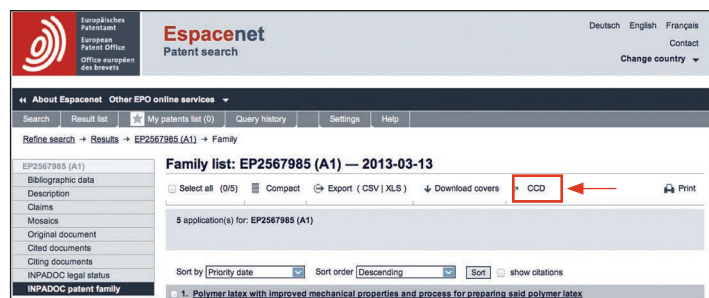 Europäisches
Patentamt
European
Patent Office
Office européen
des brevets
Espacenet
Patent search
Deutsch English Français
Contact
Change country
About Espacenet Other EPO online services
Search Result list My patents list (0) Query history Settings Help
Refine search → Results → EP2567985 (A1) → Family
EP2567985 (A1)
Bibliographic data
Description
Claims
Mosaics
Original document
Cited documents
Citing documents
INPADOC legal status
INPADOC patent family
Family list: EP2567985 (A1) — 2013-03-13
Select all (0/5) Compact Export ( CSV | XLS ) Download covers CCD Print
5 application(s) for: EP2567985 (A1)
Sort by Priority date Sort order Descending Sort show citations
1. Polymer latex with improved mechanical properties and process for preparing said polymer latex